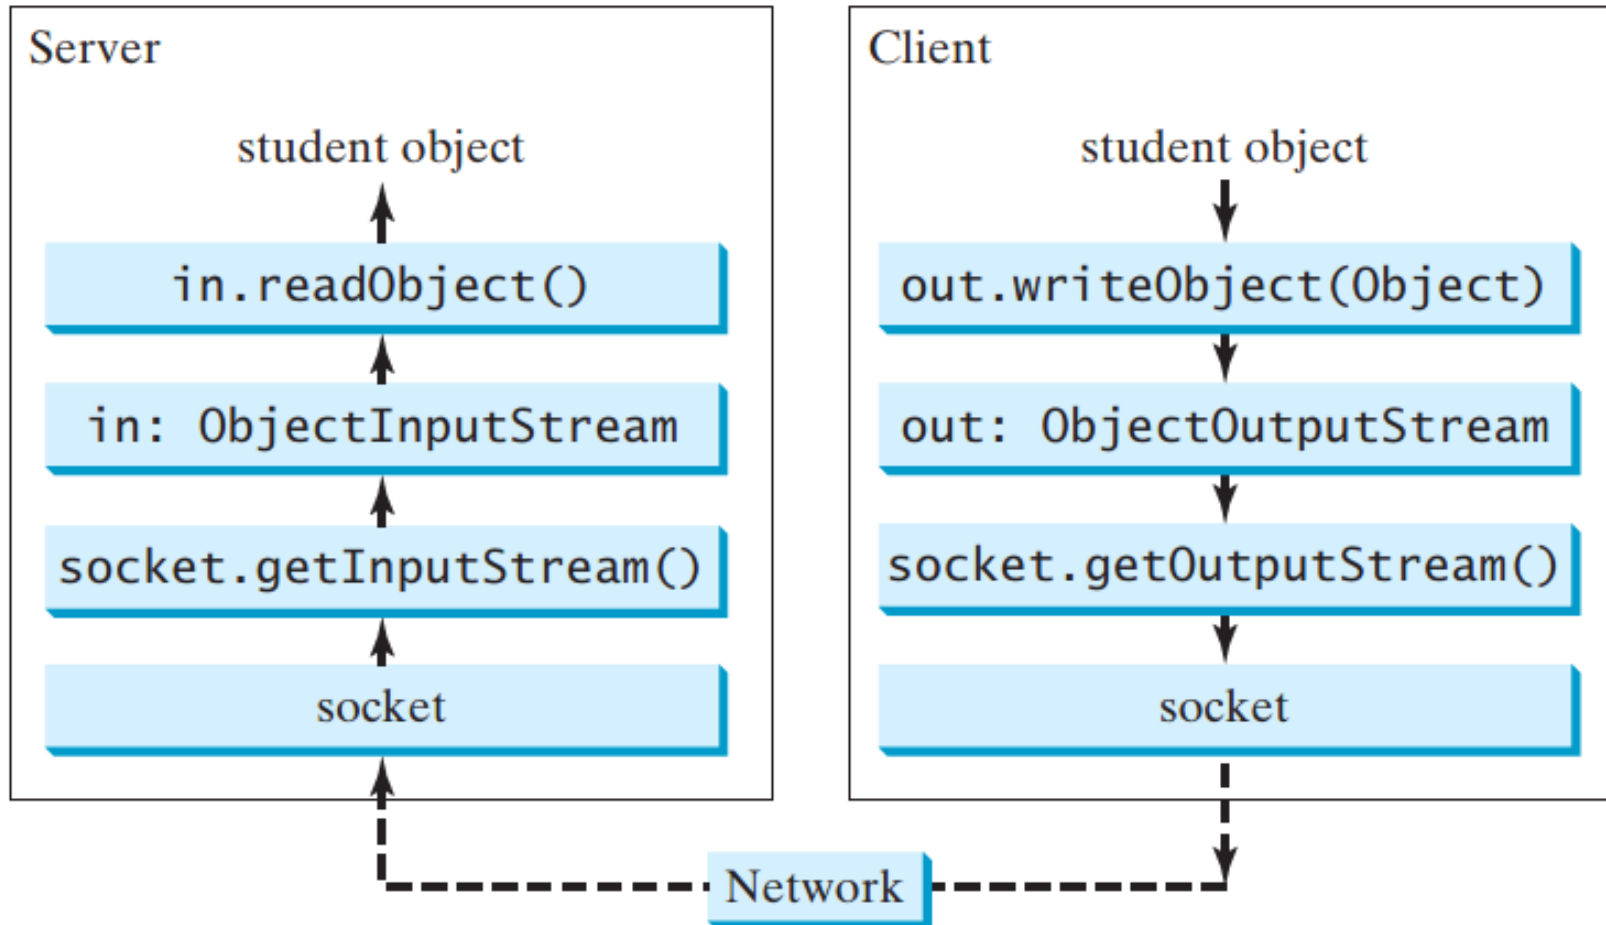 Server
student object
in.readObject()
in: ObjectInputStream
socket.getInputStream()
socket
Client
student object
out.writeObject(Object)
out: ObjectOutputStream
socket.getOutputStream()
socket
Network